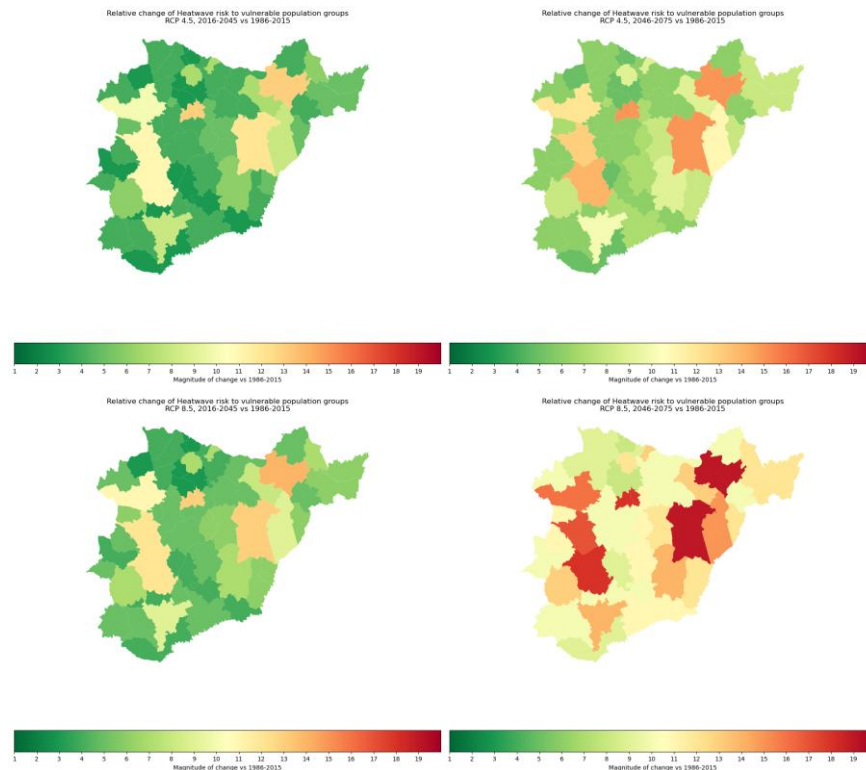 Relative change of Heatwave risk to vulnerable population groups
RCP 4.5, 2016-2045 vs 1986-2015
1 2 3 4 5 6 7 8 9 10 11 12 13 14 15 16 17 18 19
Magnitude of change vs 1986-2015
Relative change of Heatwave risk to vulnerable population groups
RCP 4.5, 2046-2075 vs 1986-2015
1 2 3 4 5 6 7 8 9 10 11 12 13 14 15 16 17 18 19
Magnitude of change vs 1986-2015
Relative change of Heatwave risk to vulnerable population groups
RCP 8.5, 2016-2045 vs 1986-2015
1 2 3 4 5 6 7 8 9 10 11 12 13 14 15 16 17 18 19
Magnitude of change vs 1986-2015
Relative change of Heatwave risk to vulnerable population groups
RCP 8.5, 2046-2075 vs 1986-2015
1 2 3 4 5 6 7 8 9 10 11 12 13 14 15 16 17 18 19
Magnitude of change vs 1986-2015